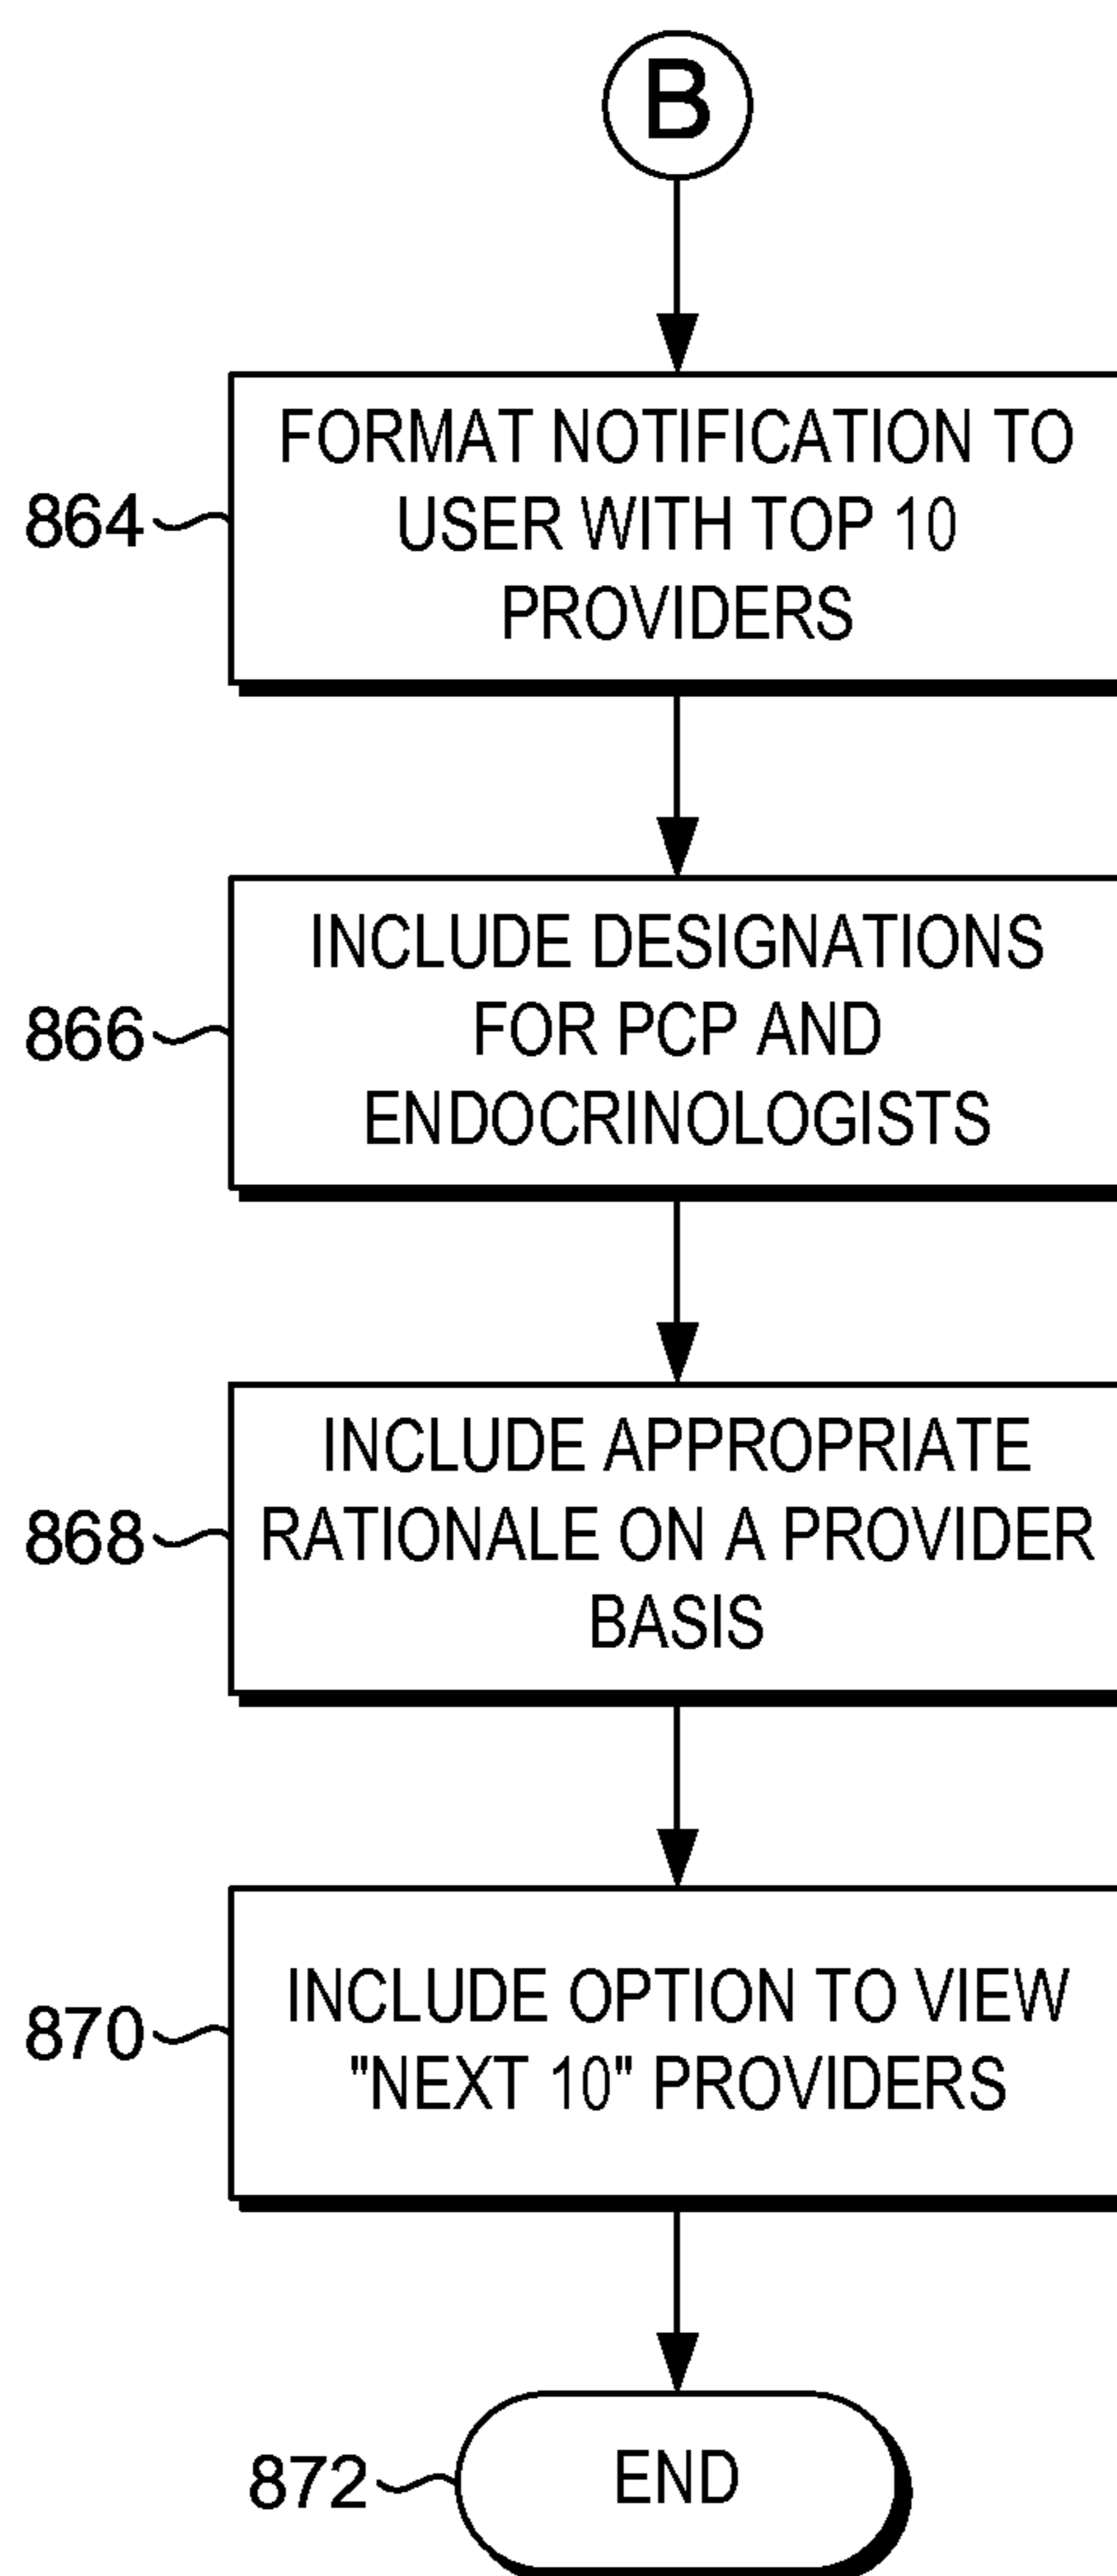 B
864
FORMAT NOTIFICATION TO
USER WITH TOP 10
PROVIDERS
866
INCLUDE DESIGNATIONS
FOR PCP AND
ENDOCRINOLOGISTS
868
INCLUDE APPROPRIATE
RATIONALE ON A PROVIDER
BASIS
870
INCLUDE OPTION TO VIEW
"NEXT 10" PROVIDERS
872
END